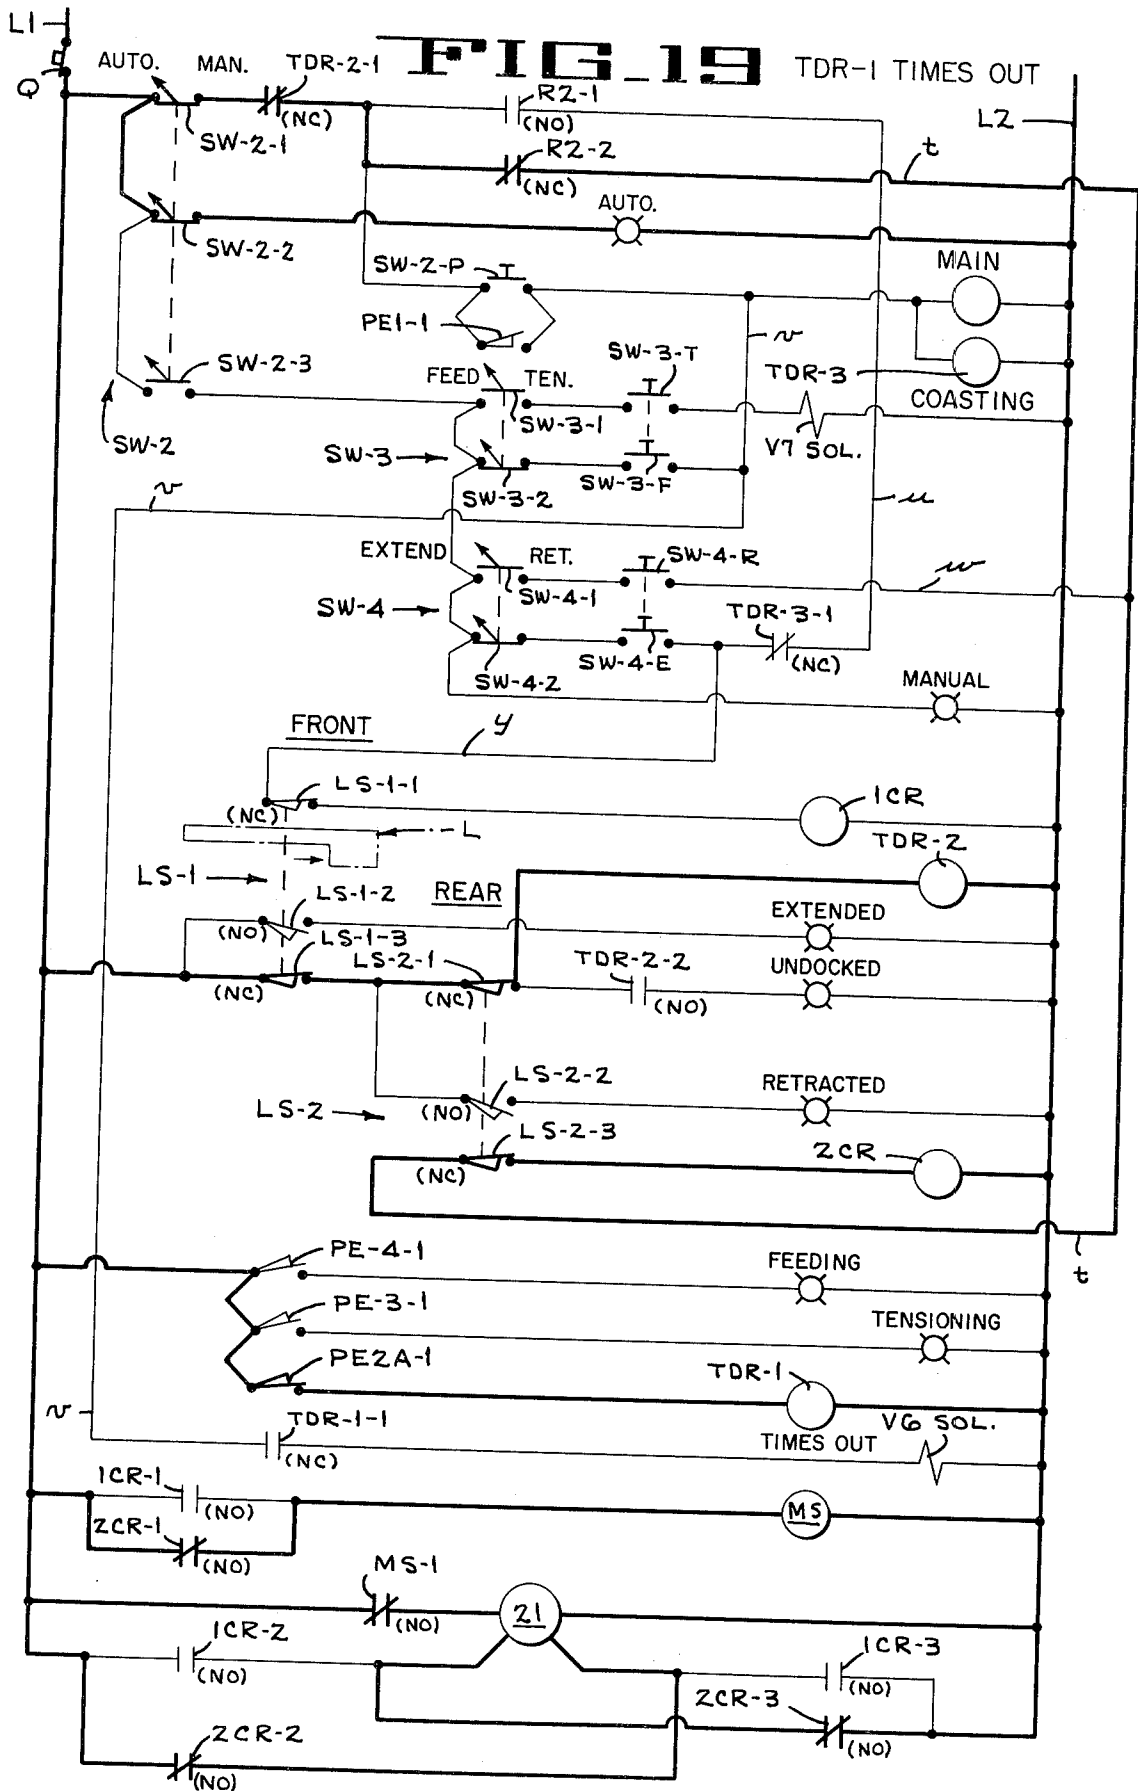 L1
FIG_19
TDR-1 TIMES OUT
AUTO.
MAN.
TDR-2-1
(NC)
Q
R2-1
(NO)
L2
SW-2-1
R2-2
(NC)
t
SW-2-2
AUTO.
SW-2-P
MAIN
PE1-1
v
SW-2-3
FEED
TEN.
SW-3-T
TDR-3
COASTING
SW-2
SW-3-1
V7 SOL.
SW-3
SW-3-2
SW-3-F
v
u
EXTEND
RET.
SW-4-R
w
SW-4-1
SW-4
TDR-3-1
(NC)
SW-4-E
SW-4-2
MANUAL
FRONT
y
LS-1-1
(NC)
1CR
L
TDR-2
LS-1
LS-1-2
(NO)
REAR
EXTENDED
LS-1-3
(NC)
LS-2-1
(NC)
TDR-2-2
(NO)
UNDOCKED
LS-2-2
(NO)
RETRACTED
LS-2
LS-2-3
(NC)
2CR
t
PE-4-1
FEEDING
PE-3-1
TENSIONING
PE2A-1
TDR-1
v
TDR-1-1
(NC)
TIMES OUT
V6 SOL.
1CR-1
(NO)
MS
2CR-1
(NO)
MS-1
(NO)
21
1CR-2
(NO)
1CR-3
(NO)
2CR-3
(NO)
2CR-2
(NO)